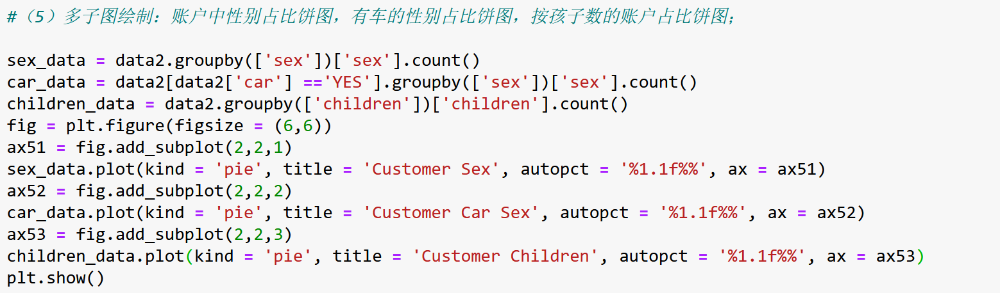 #（5）多子图绘制：账户中性别占比饼图，有车的性别占比饼图，按孩子数的账户占比饼图；
sex_data = data2.groupby(['sex'])['sex'].count()
car_data = data2[data2['car'] =='YES'].groupby(['sex'])['sex'].count()
children_data = data2.groupby(['children'])['children'].count()
fig = plt.figure(figsize = (6,6))
ax51 = fig.add_subplot(2,2,1)
sex_data.plot(kind = 'pie', title = 'Customer Sex', autopct = '%1.1f%%', ax = ax51)
ax52 = fig.add_subplot(2,2,2)
car_data.plot(kind = 'pie', title = 'Customer Car Sex', autopct = '%1.1f%%', ax = ax52)
ax53 = fig.add_subplot(2,2,3)
children_data.plot(kind = 'pie', title = 'Customer Children', autopct = '%1.1f%%', ax = ax53)
plt.show()